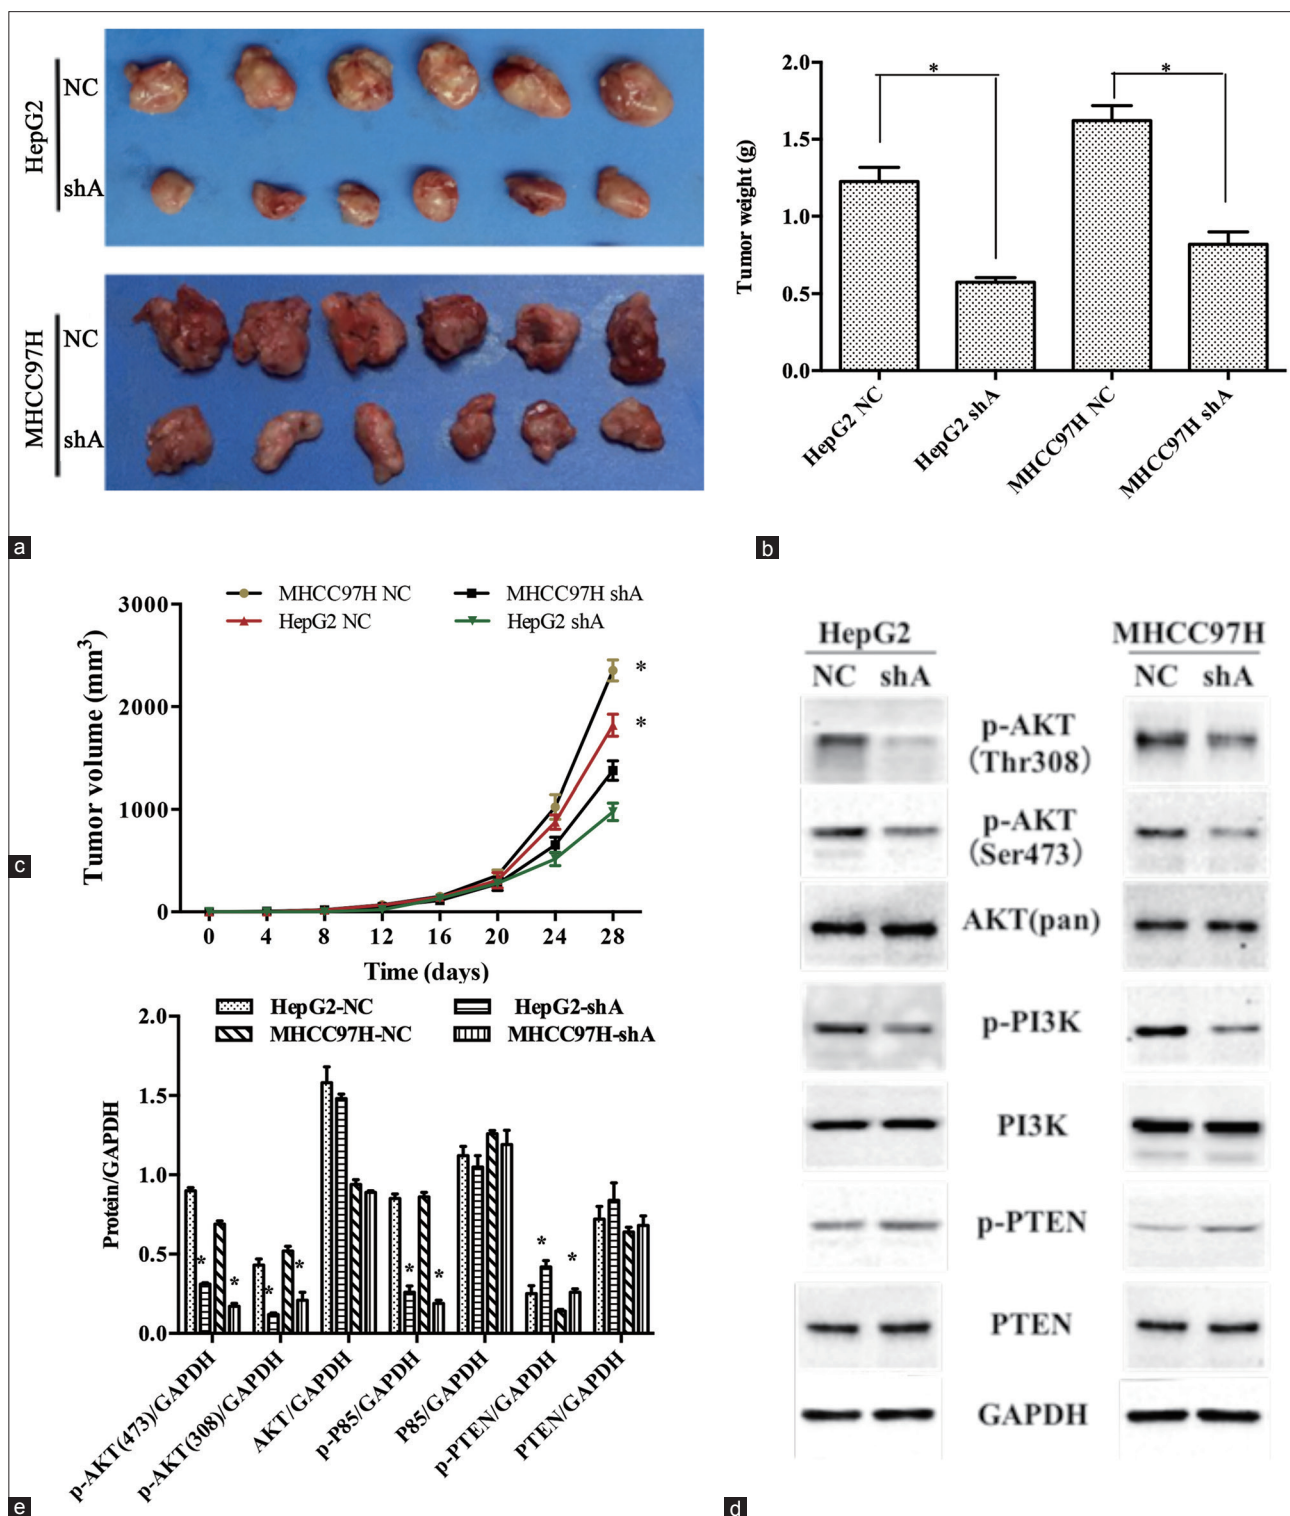 HepG2
NC
shA
MHCC97H
NC
shA
a
2.0
1.5
1.0
0.5
0.0
Tumor weight (g)
*
*
HepG2 NC
HepG2 shA
MHCC97H NC
MHCC97H shA
b
MHCC97H NC
MHCC97H shA
HepG2 NC
HepG2 shA
3000
2000
1000
0
Tumor volume (mm³)
*
*
0 4 8 12 16 20 24 28
Time (days)
c
HepG2-NC
HepG2-shA
MHCC97H-NC
MHCC97H-shA
2.0
1.5
1.0
0.5
0.0
Protein/GAPDH
* * * * * * * *
p-AKT(473)/GAPDH
p-AKT(308)/GAPDH
AKT/GAPDH
p-P85/GAPDH
P85/GAPDH
p-PTEN/GAPDH
PTEN/GAPDH
e
HepG2
MHCC97H
NC shA
NC shA
p-AKT
(Thr308)
p-AKT
(Ser473)
AKT(pan)
p-PI3K
PI3K
p-PTEN
PTEN
GAPDH
d